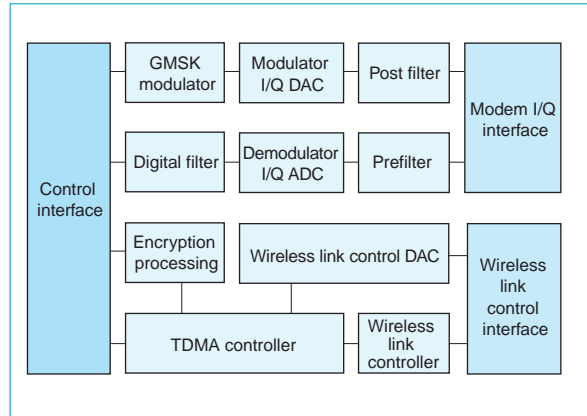 GMSK
modulator
Modulator
I/Q DAC
Post filter
Modem I/Q
interface
Digital filter
Demodulator
I/Q ADC
Prefilter
Control
interface
Encryption
processing
Wireless link control DAC
Wireless
link
control
interface
TDMA controller
Wireless
link
controller